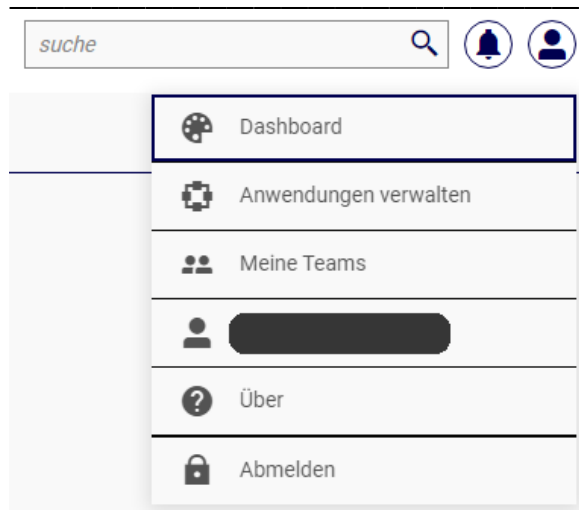 suche
Dashboard
Anwendungen verwalten
Meine Teams
Über
Abmelden